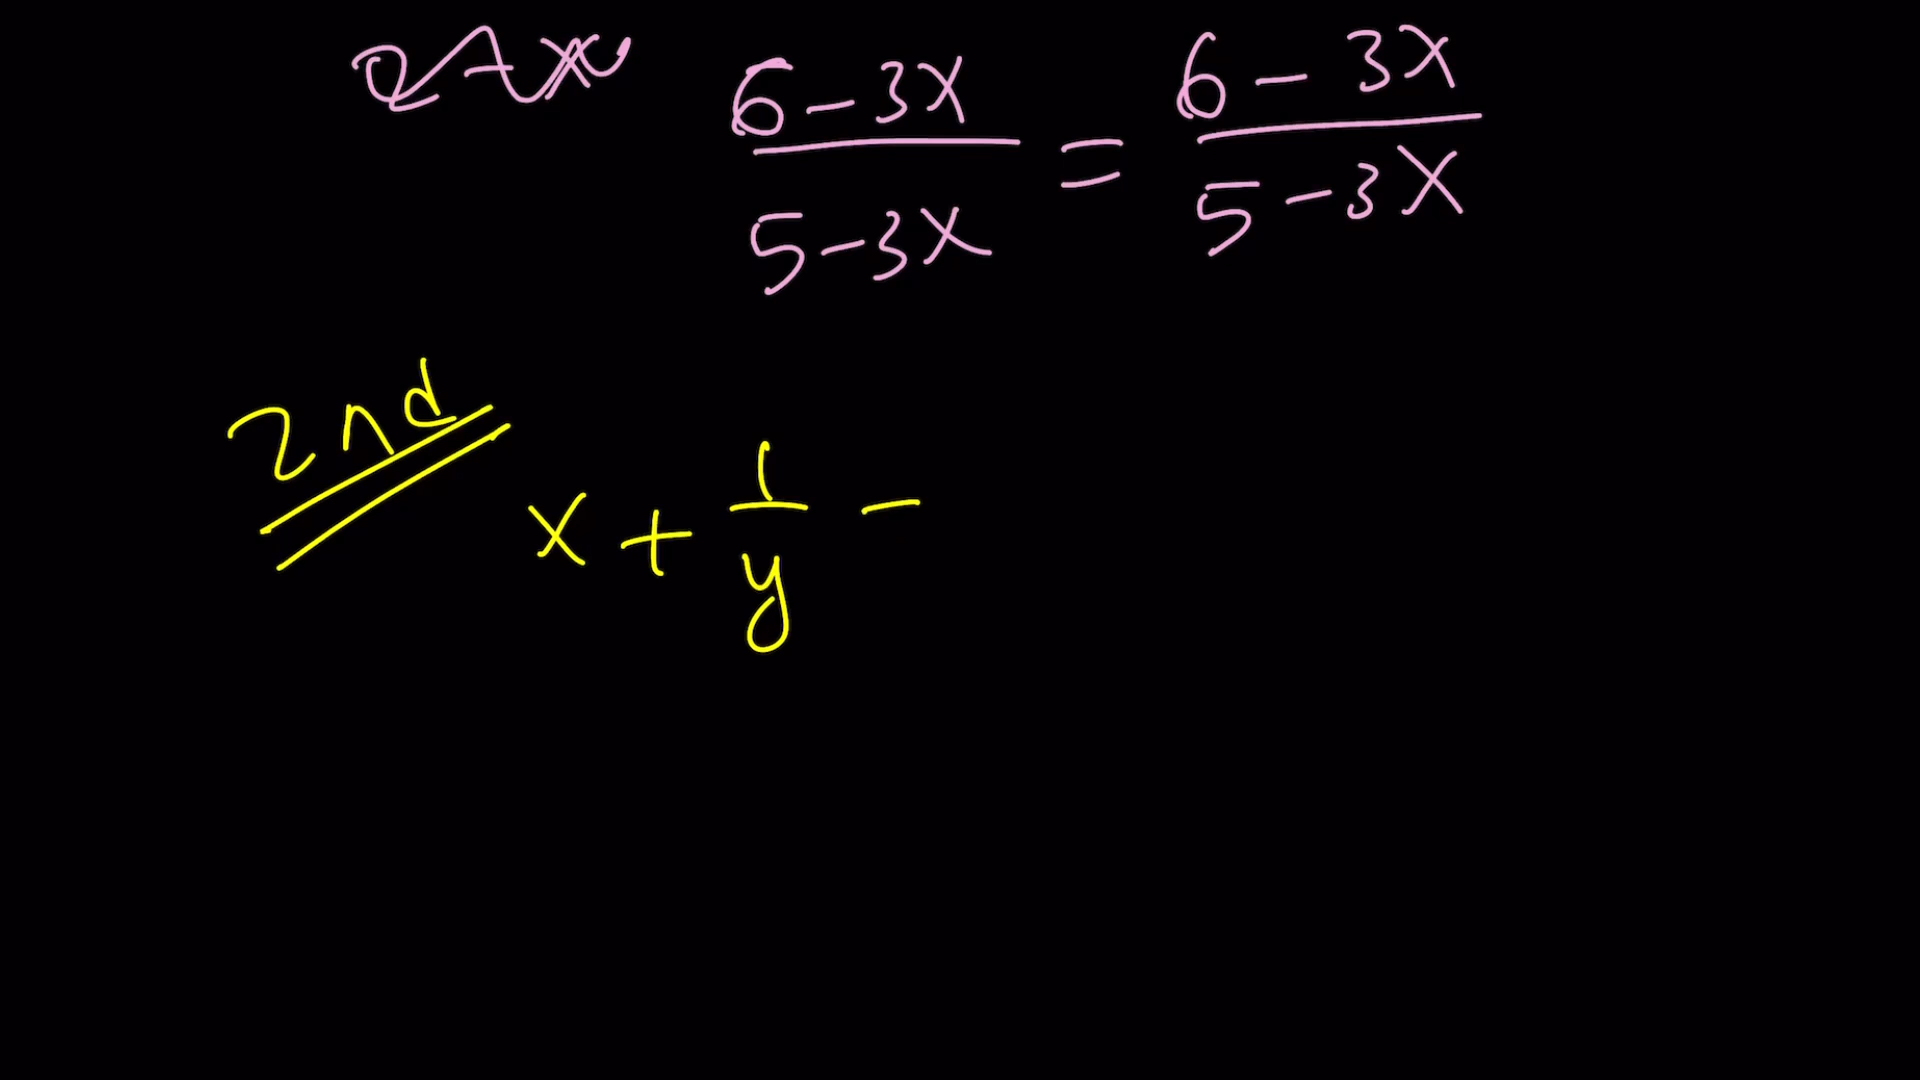 6-3x/5-3x = 6-3x/5-3x
2nd
x + 1/y -